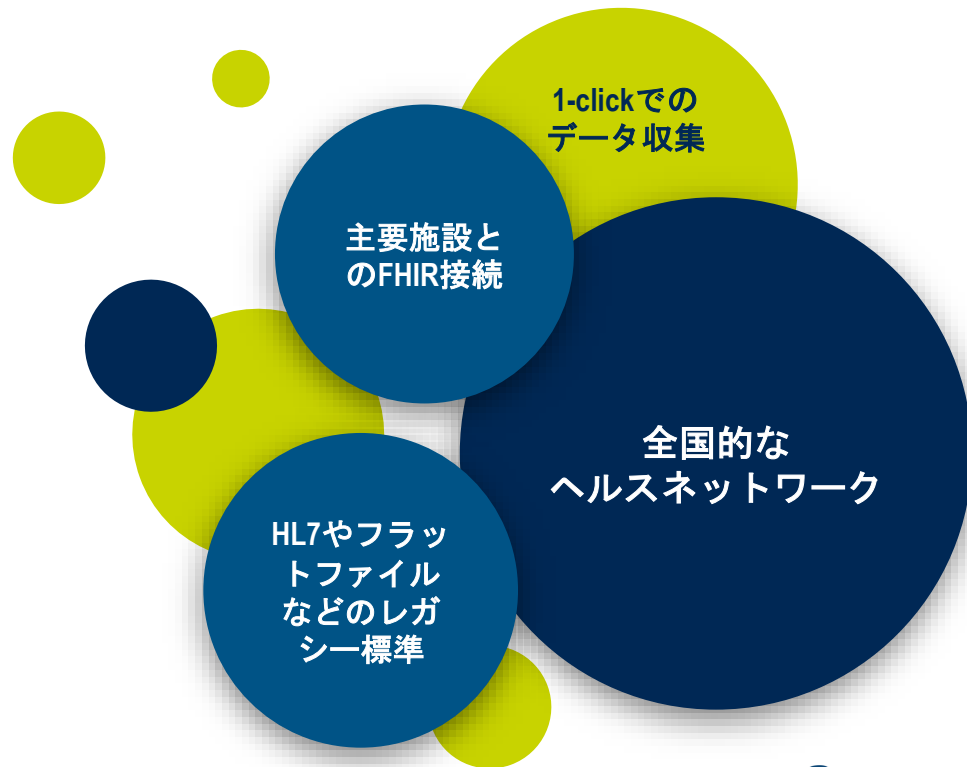 1-clickでの
データ収集
主要施設と
のFHIR接続
全国的な
ヘルスネットワーク
HL7やフラッ
トファイル
などのレガ
シー標準